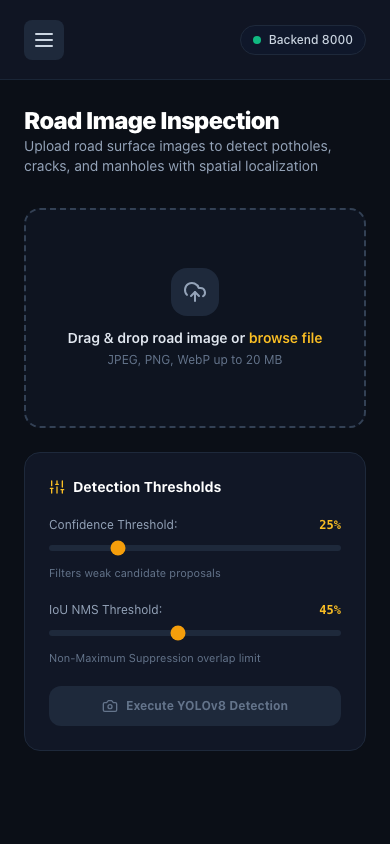 Backend 8000
Road Image Inspection
Upload road surface images to detect potholes,
cracks, and manholes with spatial localization
Drag & drop road image or browse file
JPEG, PNG, WebP up to 20 MB
Detection Thresholds
Confidence Threshold: 25%
Filters weak candidate proposals
IoU NMS Threshold: 45%
Non-Maximum Suppression overlap limit
Execute YOLOv8 Detection